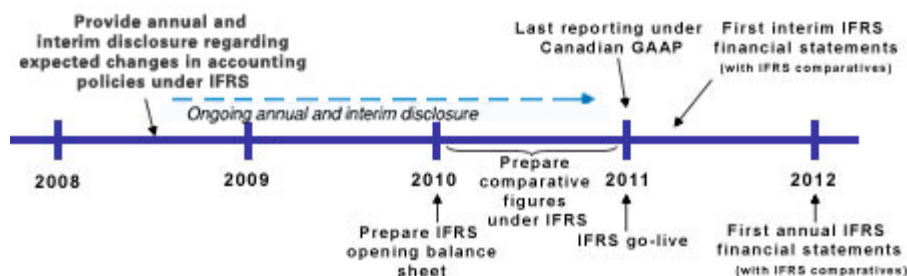 Provide annual and
interim disclosure regarding
expected changes in accounting
policies under IFRS
Last reporting under
Canadian GAAP
First interim IFRS
financial statements
(with IFRS comparatives)
Ongoing annual and interim disclosure
2008
2009
2010
2011
2012
Prepare
comparative
figures
under IFRS
Prepare IFRS
opening balance
sheet
IFRS go-live
First annual IFRS
financial statements
(with IFRS comparatives)